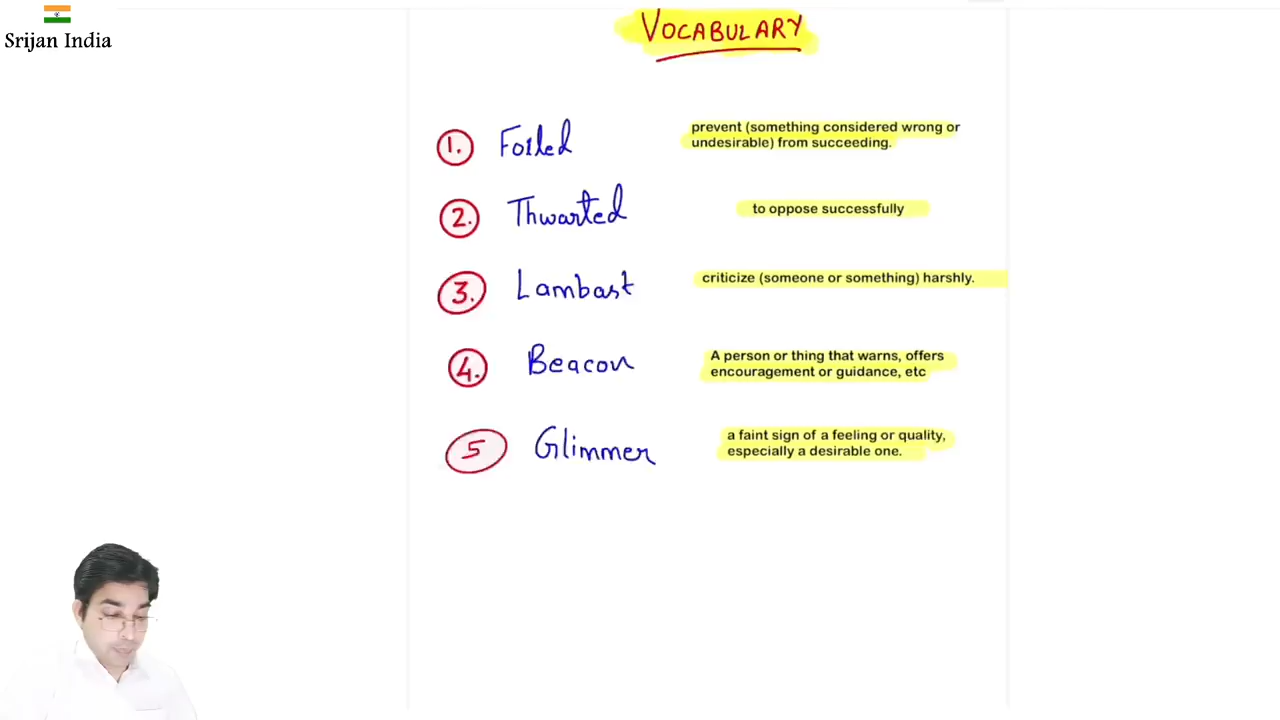 Srijan India
VOCABULARY
1. Foiled
prevent (something considered wrong or
undesirable) from succeeding.
2. Thwarted
to oppose successfully
3. Lambast
criticize (someone or something) harshly.
4. Beacon
A person or thing that warns, offers
encouragement or guidance, etc
5 Glimmer
a faint sign of a feeling or quality,
especially a desirable one.